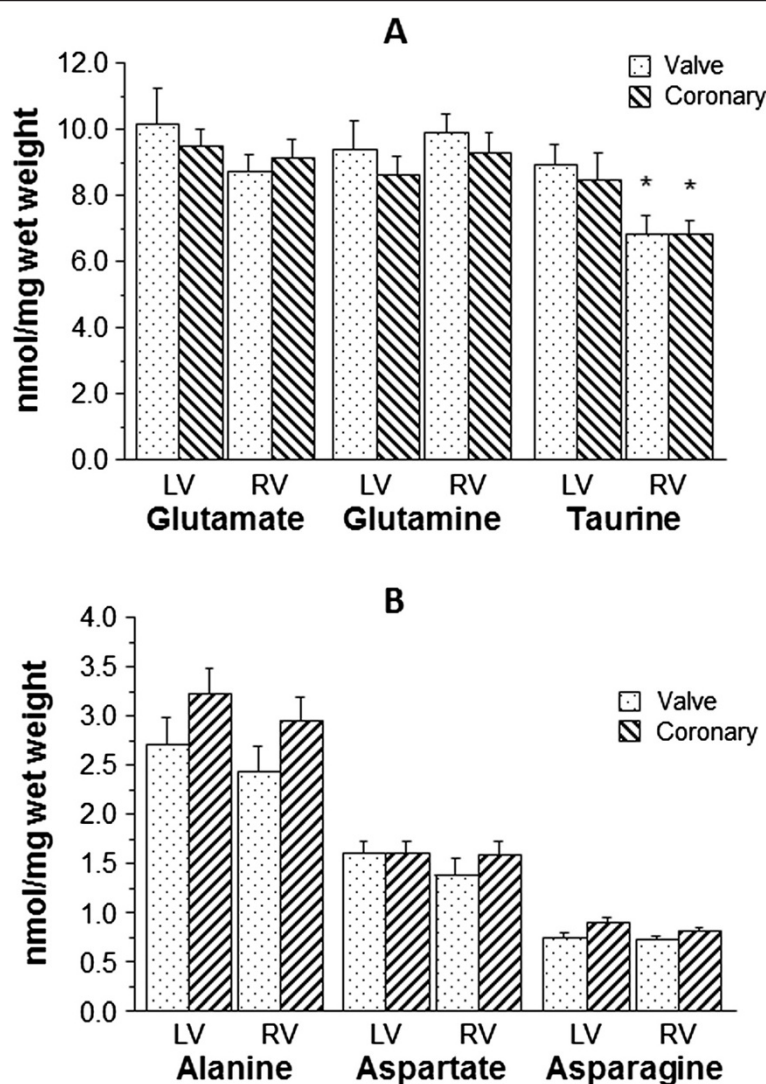 A
nmol/mg wet weight
12.0
10.0
8.0
6.0
4.0
2.0
0.0
Valve
Coronary
* *
LV RV LV RV LV RV
Glutamate Glutamine Taurine
B
nmol/mg wet weight
4.0
3.5
3.0
2.5
2.0
1.5
1.0
0.5
0.0
Valve
Coronary
LV RV LV RV LV RV
Alanine Aspartate Asparagine